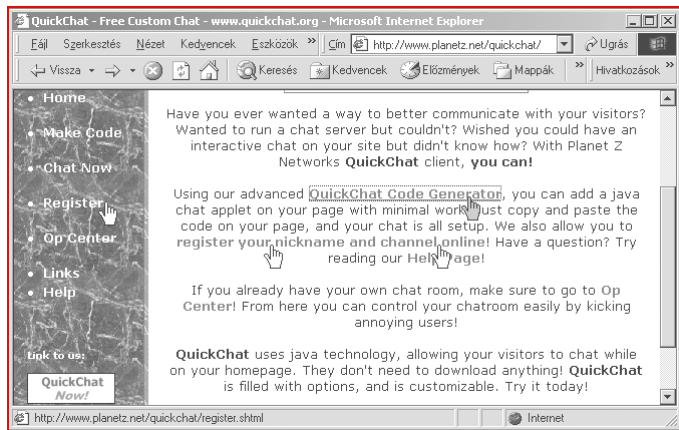 QuickChat - Free Custom Chat - www.quickchat.org - Microsoft Internet Explorer
Fájl Szerkesztés Nézet Kedvencek Eszközök » Cím http://www.planetz.net/quickchat/ Ugrás
Vissza Keresés Kedvencek Előzmények Mappák » Hivatkozások »
• Home
• Make Code
• Chat Now
• Register
• Op Center
• Links
• Help
Link to us:
QuickChat
Now!
Have you ever wanted a way to better communicate with your visitors?
Wanted to run a chat server but couldn't? Wished you could have an
interactive chat on your site but didn't know how? With Planet Z
Networks QuickChat client, you can!
Using our advanced QuickChat Code Generator, you can add a java
chat applet on your page with minimal work, just copy and paste the
code on your page, and your chat is all setup. We also allow you to
register your nickname and channel online! Have a question? Try
reading our Help Page!
If you already have your own chat room, make sure to go to Op
Center! From here you can control your chatroom easily by kicking
annoying users!
QuickChat uses java technology, allowing your visitors to chat while
on your homepage. They don't need to download anything! QuickChat
is filled with options, and is customizable. Try it today!
http://www.planetz.net/quickchat/register.shtml Internet